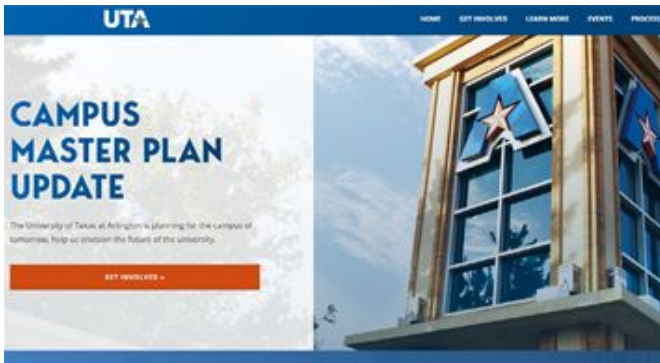 UTA
HOME GET INVOLVED LEARN MORE EVENTS PROCESS
CAMPUS
MASTER PLAN
UPDATE
The University of Texas at Arlington is planning for the campus of
tomorrow, help us envision the future of the university.
GET INVOLVED »
A